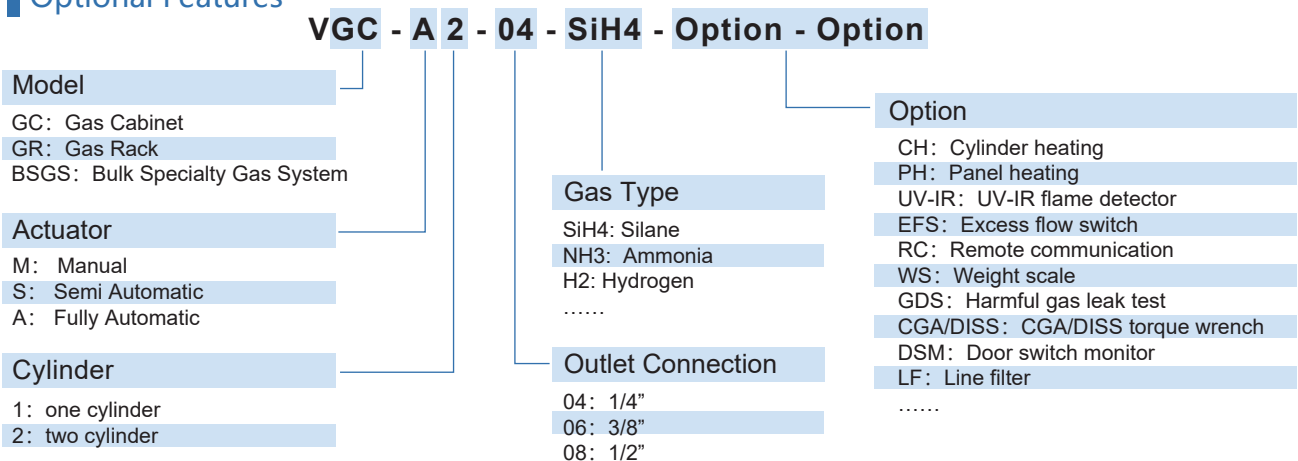 Optional Features
VGC - A 2 - 04 - SiH4 - Option - Option
Model
GC：Gas Cabinet
GR：Gas Rack
BSGS：Bulk Specialty Gas System
Actuator
M： Manual
S： Semi Automatic
A： Fully Automatic
Cylinder
1：one cylinder
2：two cylinder
Gas Type
SiH4: Silane
NH3: Ammonia
H2: Hydrogen
……
Outlet Connection
04：1/4”
06：3/8”
08：1/2”
Option
CH：Cylinder heating
PH：Panel heating
UV-IR：UV-IR flame detector
EFS：Excess flow switch
RC：Remote communication
WS：Weight scale
GDS：Harmful gas leak test
CGA/DISS：CGA/DISS torque wrench
DSM：Door switch monitor
LF：Line filter
……